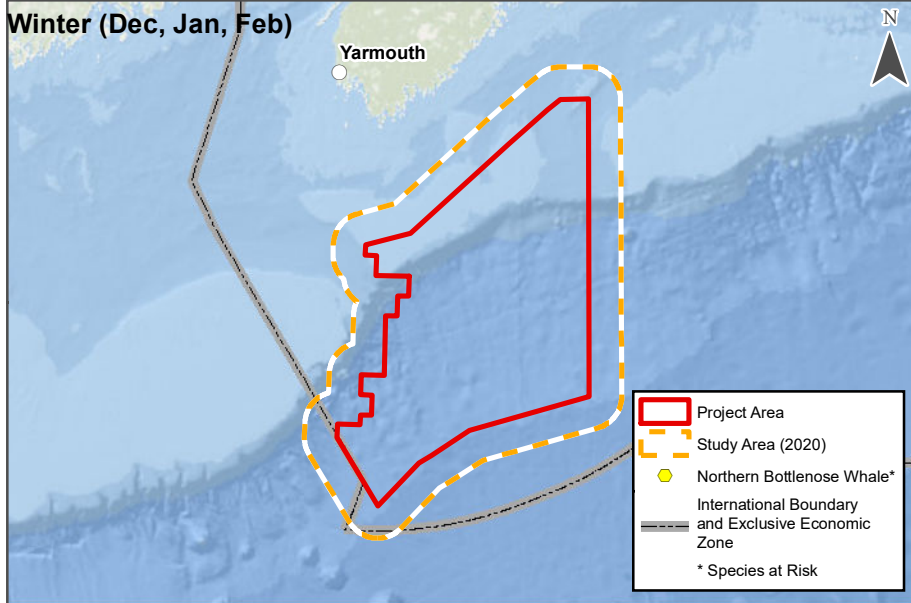 Winter (Dec, Jan, Feb)
N
Yarmouth
Project Area
Study Area (2020)
Northern Bottlenose Whale*
International Boundary
and Exclusive Economic
Zone
* Species at Risk